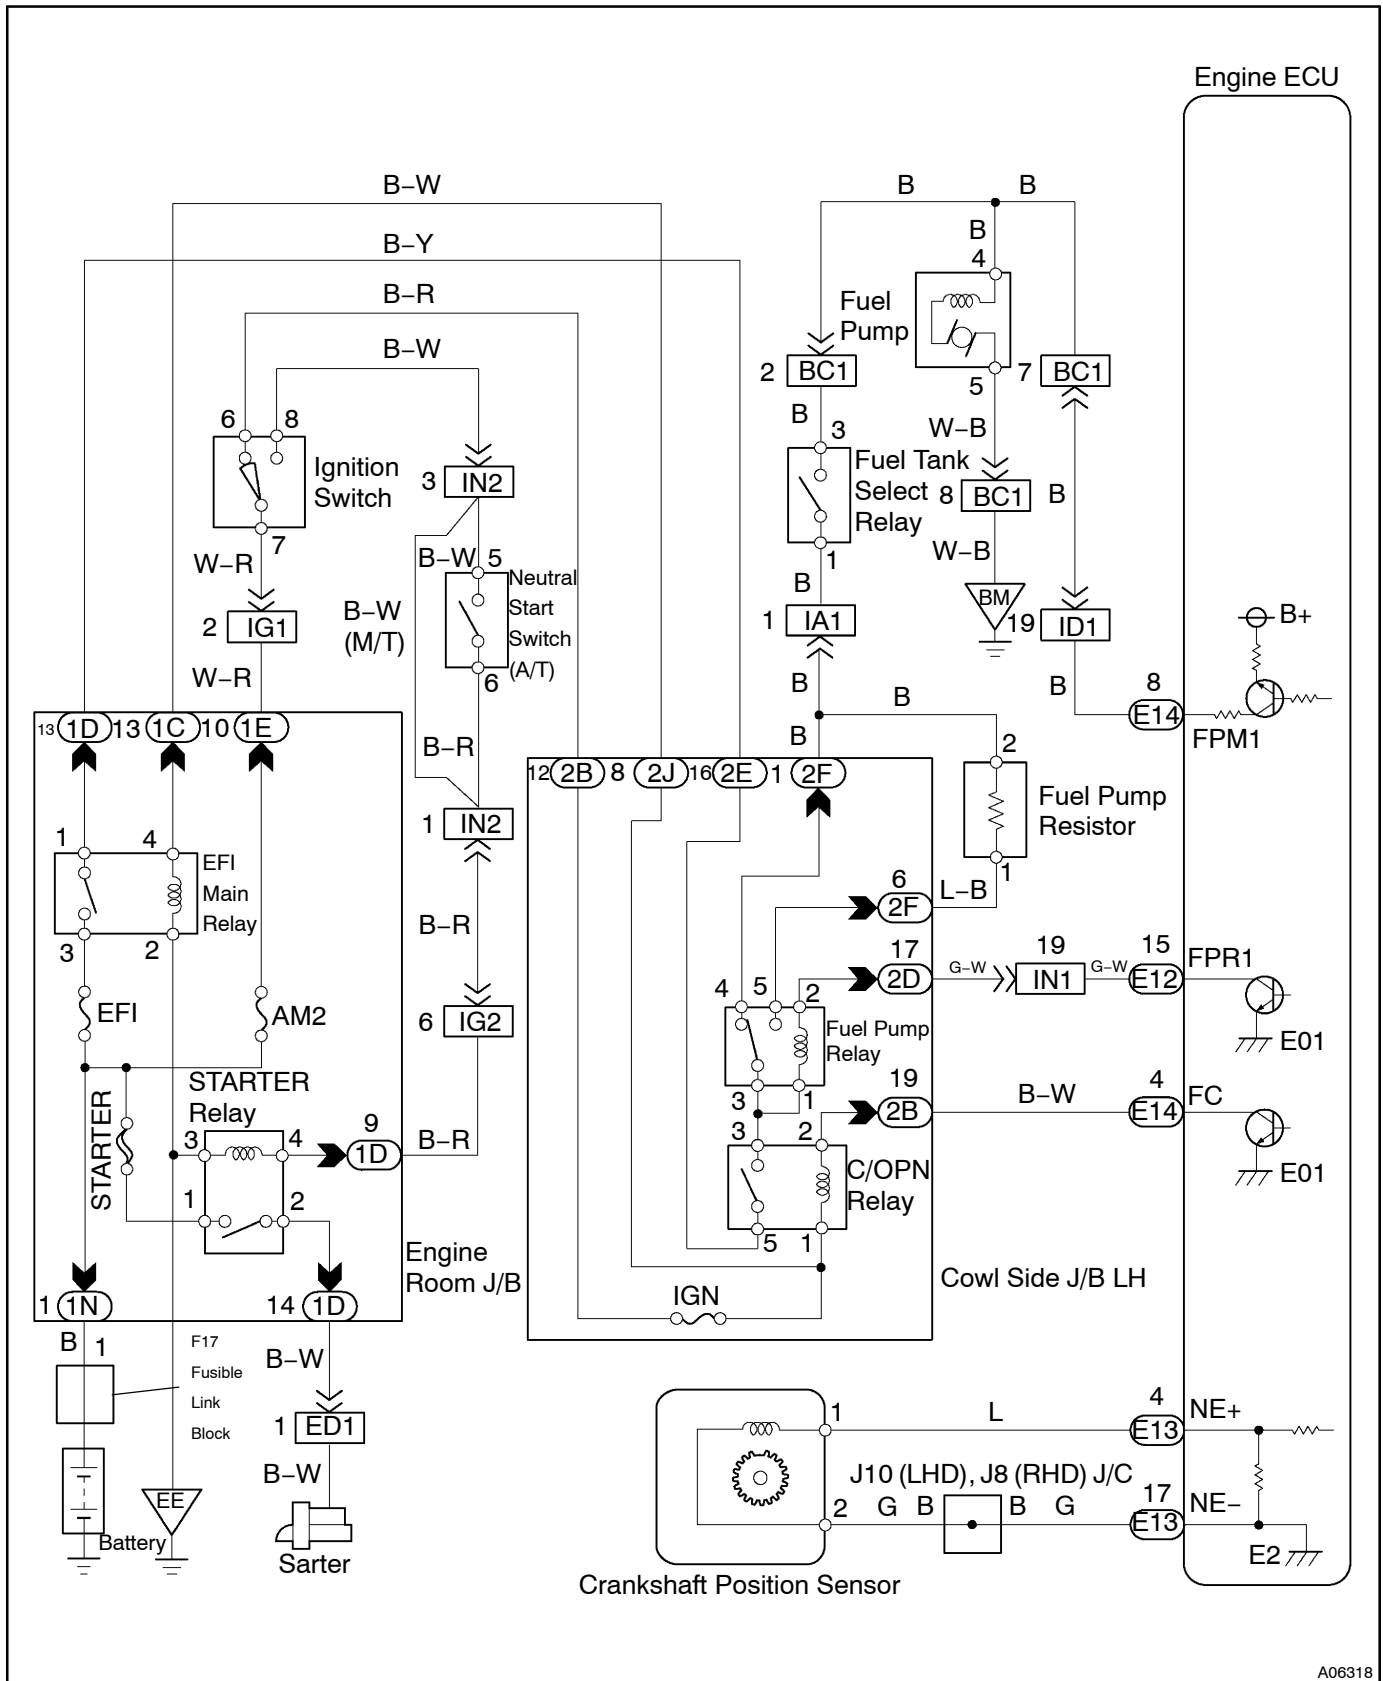 Engine ECU
B–W
B
B
B–Y
B
4
B–R
Fuel
Pump
B–W
2
BC1
5
7
BC1
6
8
B
3
W–B
Ignition
Switch
3
IN2
Fuel Tank
Select
Relay
8
BC1
B
7
W–R
B–W
5
1
W–B
Neutral
Start
Switch
(A/T)
B
BM
B–W
(M/T)
2
IG1
1
IA1
19
ID1
B+
W–R
6
B
B
8
E14
FPM1
13
1D
13
1C
10
1E
B–R
B
B
2
12
2B
8
2J
16
2E
1
2F
Fuel Pump
Resistor
1
IN2
1
4
EFI
Main
Relay
1
6
2F
L–B
3
2
B–R
17
2D
G–W
19
IN1
G–W
15
E12
FPR1
4
5
2
EFI
AM2
6
IG2
Fuel Pump
Relay
E01
STARTER
Relay
3
1
19
2B
B–W
4
E14
FC
STARTER
3
4
9
1D
B–R
3
2
C/OPN
Relay
E01
1
2
5
1
Engine
Room J/B
Cowl Side J/B LH
IGN
1
1N
14
1D
B
1
F17
Fusible
Link
Block
B–W
1
ED1
1
L
4
E13
NE+
B–W
J10 (LHD), J8 (RHD) J/C
EE
2
G
B
B
G
17
E13
NE–
Battery
E2
Sarter
Crankshaft Position Sensor
A06318